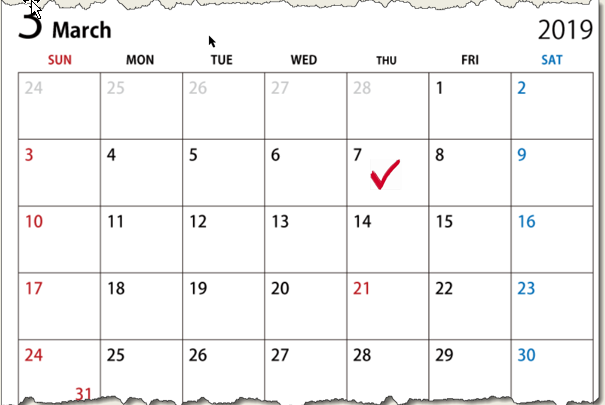 3 March 2019
SUN MON TUE WED THU FRI SAT
24 25 26 27 28 1 2
3 4 5 6 7 8 9
10 11 12 13 14 15 16
17 18 19 20 21 22 23
24 25 26 27 28 29 30
31